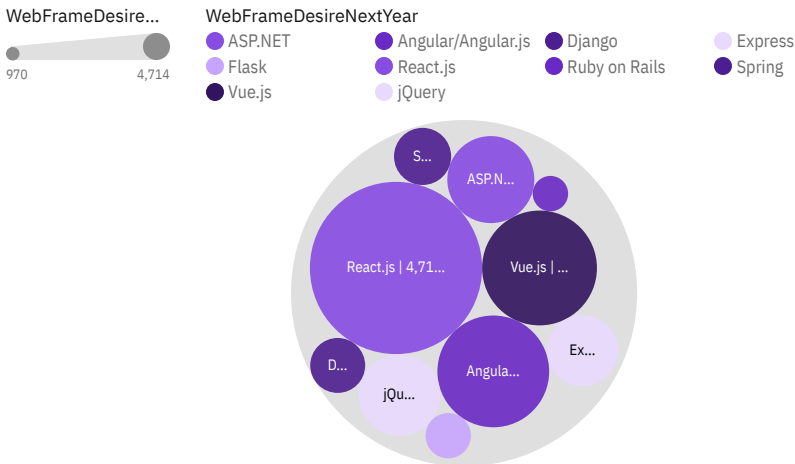 WebFrameDesire...
970
4,714
WebFrameDesireNextYear
ASP.NET
Angular/Angular.js
Django
Express
Flask
React.js
Ruby on Rails
Spring
Vue.js
jQuery
S...
ASP.N...
React.js | 4,71...
Vue.js | ...
Ex...
D...
Angula...
jQu...